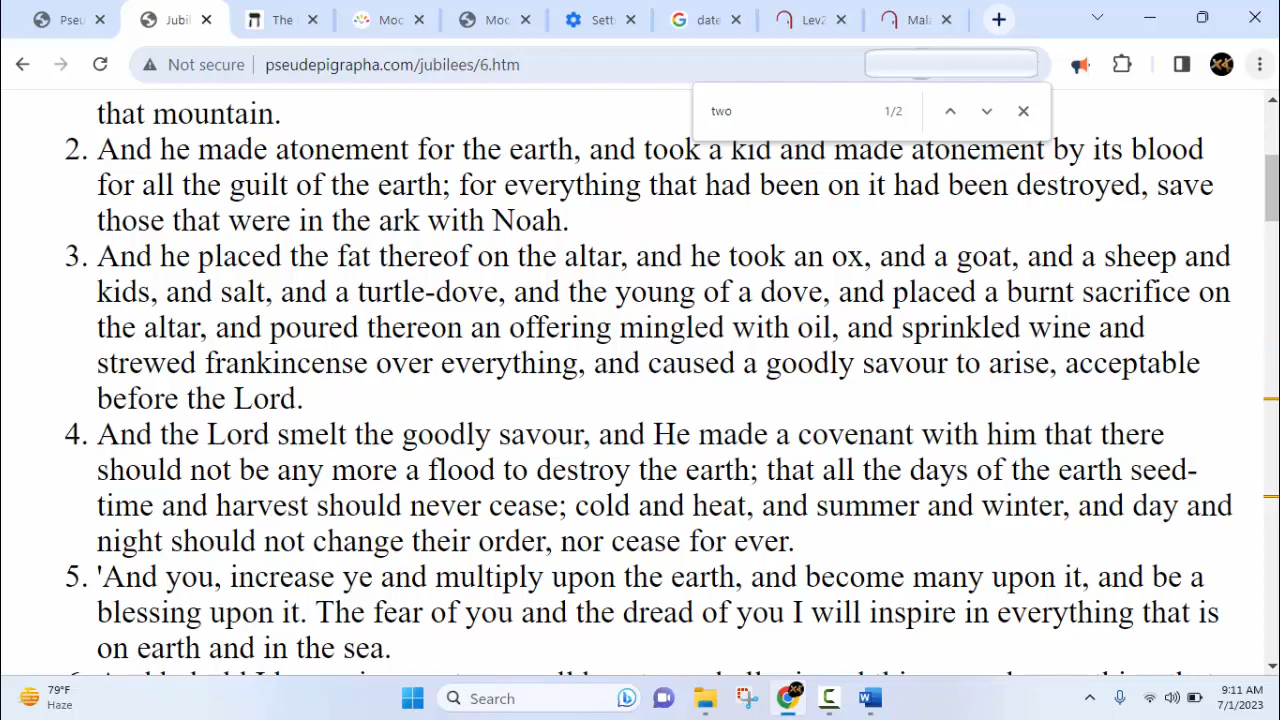 Pseu
Jubil
The
Moc
Moc
Setti
date
Lev2
Mala
Not secure
pseudepigrapha.com/jubilees/6.htm
two
1/2
that mountain.
2. And he made atonement for the earth, and took a kid and made atonement by its blood
for all the guilt of the earth; for everything that had been on it had been destroyed, save
those that were in the ark with Noah.
3. And he placed the fat thereof on the altar, and he took an ox, and a goat, and a sheep and
kids, and salt, and a turtle-dove, and the young of a dove, and placed a burnt sacrifice on
the altar, and poured thereon an offering mingled with oil, and sprinkled wine and
strewed frankincense over everything, and caused a goodly savour to arise, acceptable
before the Lord.
4. And the Lord smelt the goodly savour, and He made a covenant with him that there
should not be any more a flood to destroy the earth; that all the days of the earth seed-
time and harvest should never cease; cold and heat, and summer and winter, and day and
night should not change their order, nor cease for ever.
5. 'And you, increase ye and multiply upon the earth, and become many upon it, and be a
blessing upon it. The fear of you and the dread of you I will inspire in everything that is
on earth and in the sea.
79°F
Haze
Search
9:11 AM
7/1/2023